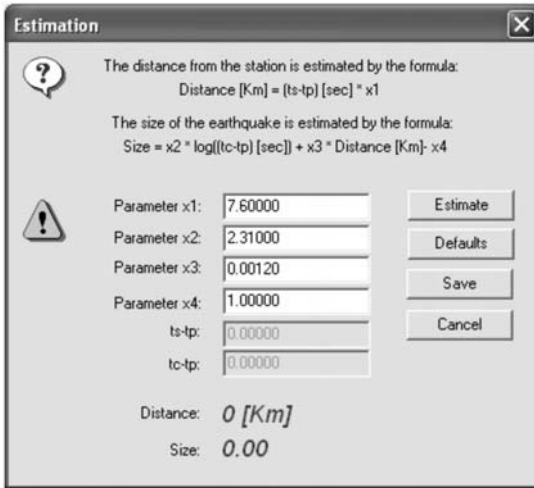 Estimation
The distance from the station is estimated by the formula:
Distance [Km] = (ts-tp) [sec] * x1
The size of the earthquake is estimated by the formula:
Size = x2 * log((tc-tp) [sec]) + x3 * Distance [Km]- x4
Parameter x1: 7.60000 Estimate
Parameter x2: 2.31000 Defaults
Parameter x3: 0.00120 Save
Parameter x4: 1.00000 Cancel
ts-tp: 0.00000
tc-tp: 0.00000
Distance: 0 [Km]
Size: 0.00